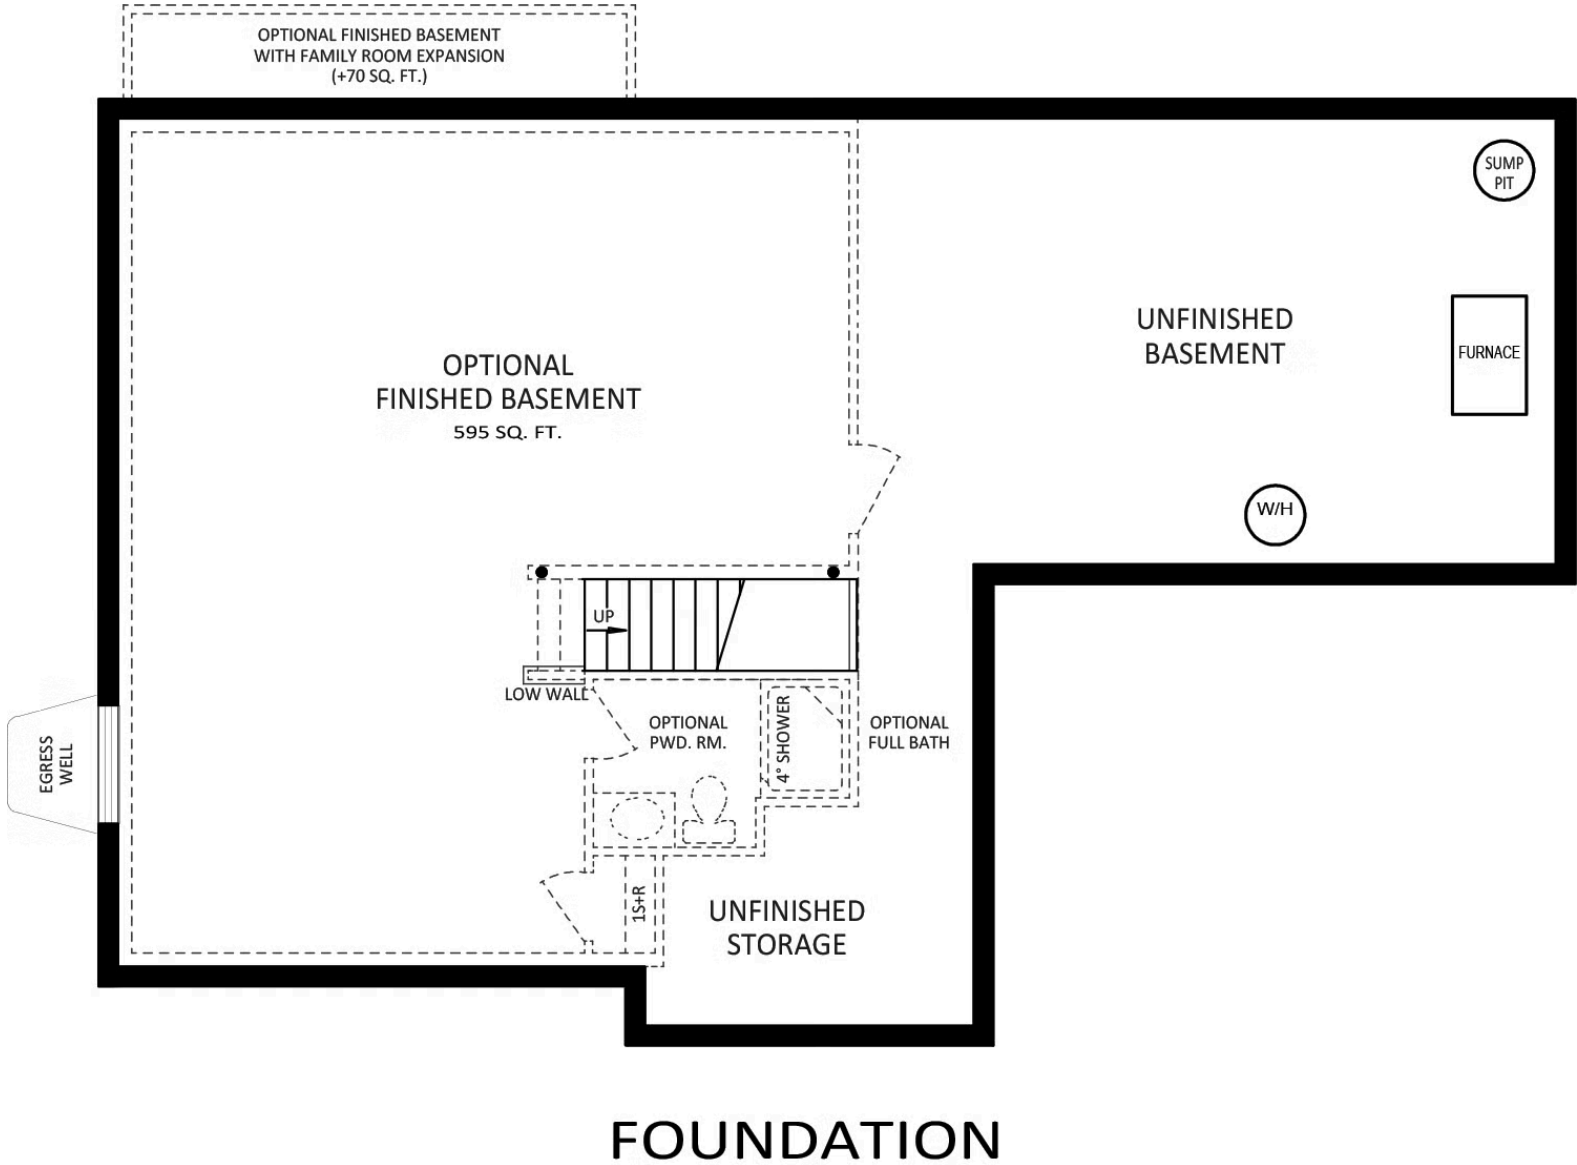 OPTIONAL FINISHED BASEMENT
WITH FAMILY ROOM EXPANSION
(+70 SQ. FT.)
SUMP
PIT
UNFINISHED
BASEMENT
FURNACE
OPTIONAL
FINISHED BASEMENT
595 SQ. FT.
W/H
UP
LOW WALL
OPTIONAL
PWD. RM.
4° SHOWER
OPTIONAL
FULL BATH
EGRESS
WELL
1S+R
UNFINISHED
STORAGE
FOUNDATION